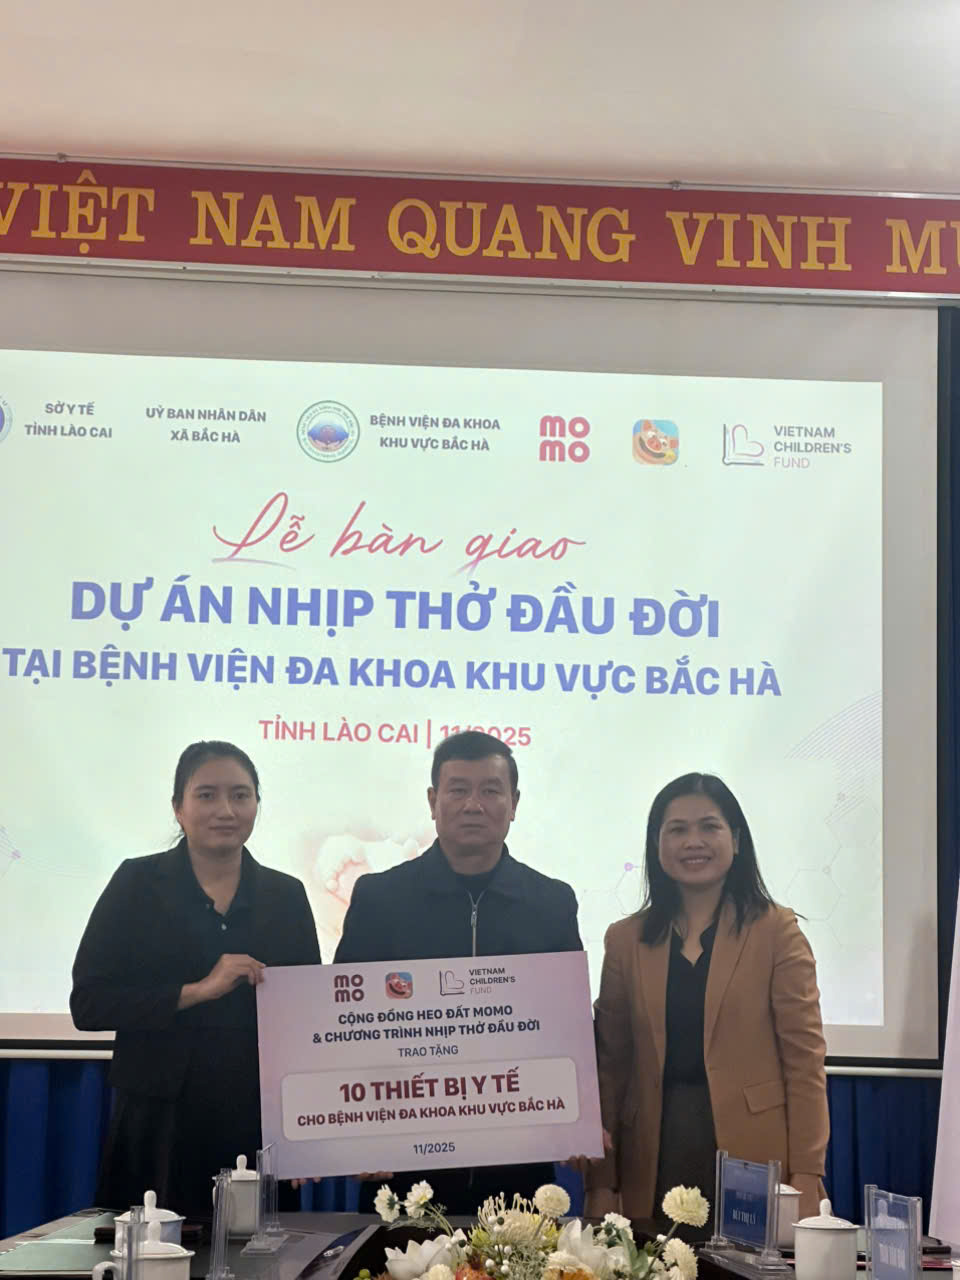 VIỆT NAM QUANG VINH MU
SỞ Y TẾ
TỈNH LÀO CAI
UỶ BAN NHÂN DÂN
XÃ BẮC HÀ
BỆNH VIỆN ĐA KHOA
KHU VỰC BẮC HÀ
MO
MO
VIETNAM
CHILDREN'S
FUND
Lễ bàn giao
DỰ ÁN NHỊP THỞ ĐẦU ĐỜI
TẠI BỆNH VIỆN ĐA KHOA KHU VỰC BẮC HÀ
TỈNH LÀO CAI | 11/2025
MO
MO
VIETNAM
CHILDREN'S
FUND
CỘNG ĐỒNG HEO ĐẤT MOMO
& CHƯƠNG TRÌNH NHỊP THỞ ĐẦU ĐỜI
TRAO TẶNG
10 THIẾT BỊ Y TẾ
CHO BỆNH VIỆN ĐA KHOA KHU VỰC BẮC HÀ
11/2025